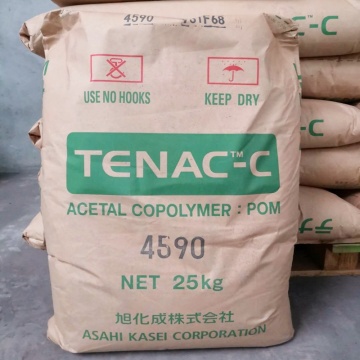 4590 V01F68
USE NO HOOKS
KEEP DRY
TENAC™-C
ACETAL COPOLYMER : POM
4590
NET 25kg
旭化成株式会社
ASAHI KASEI CORPORATION
-C